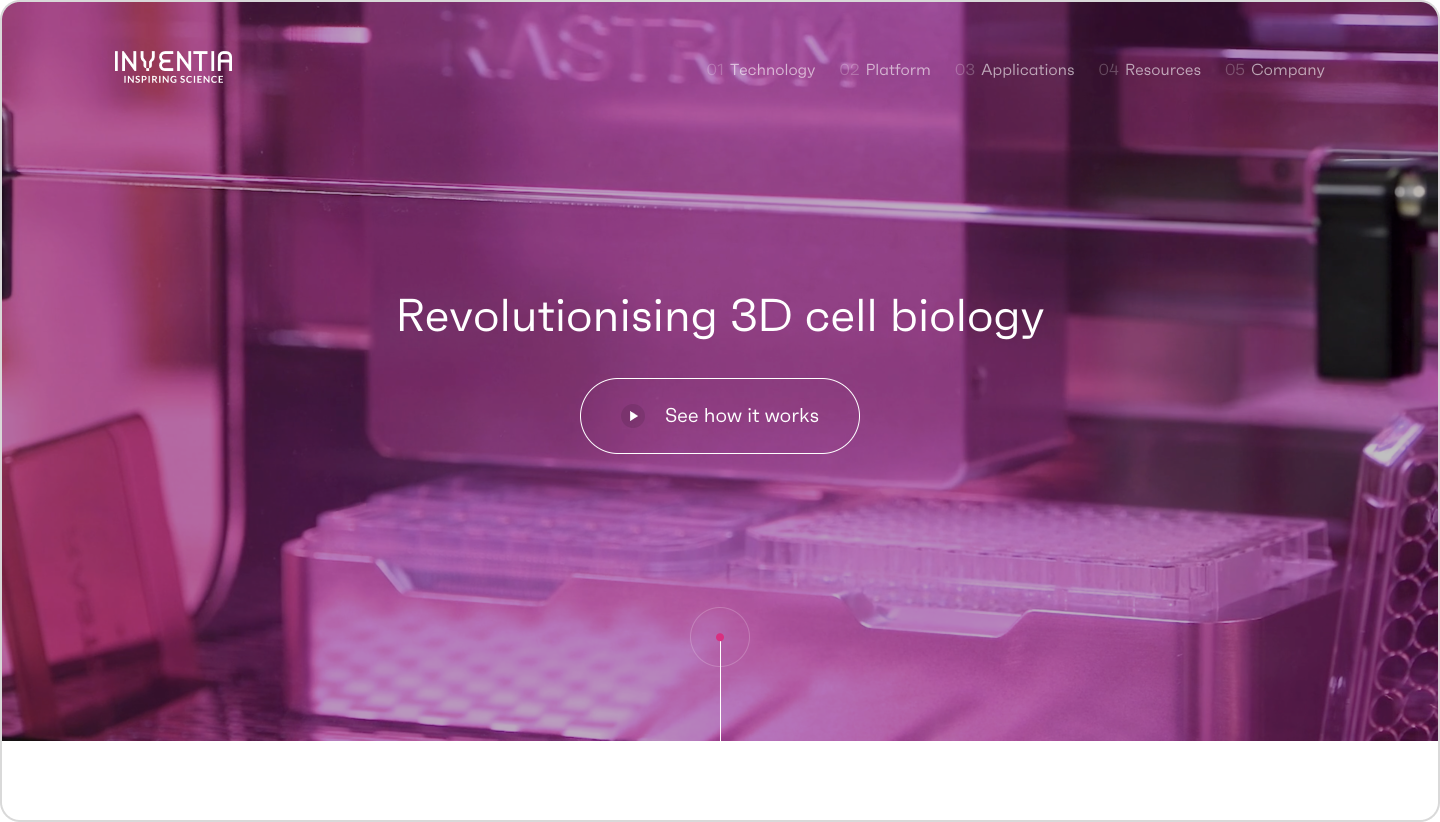 RASTRUM
INVENTIA
INSPIRING SCIENCE
01 Technology 02 Platform 03 Applications 04 Resources 05 Company
Revolutionising 3D cell biology
See how it works